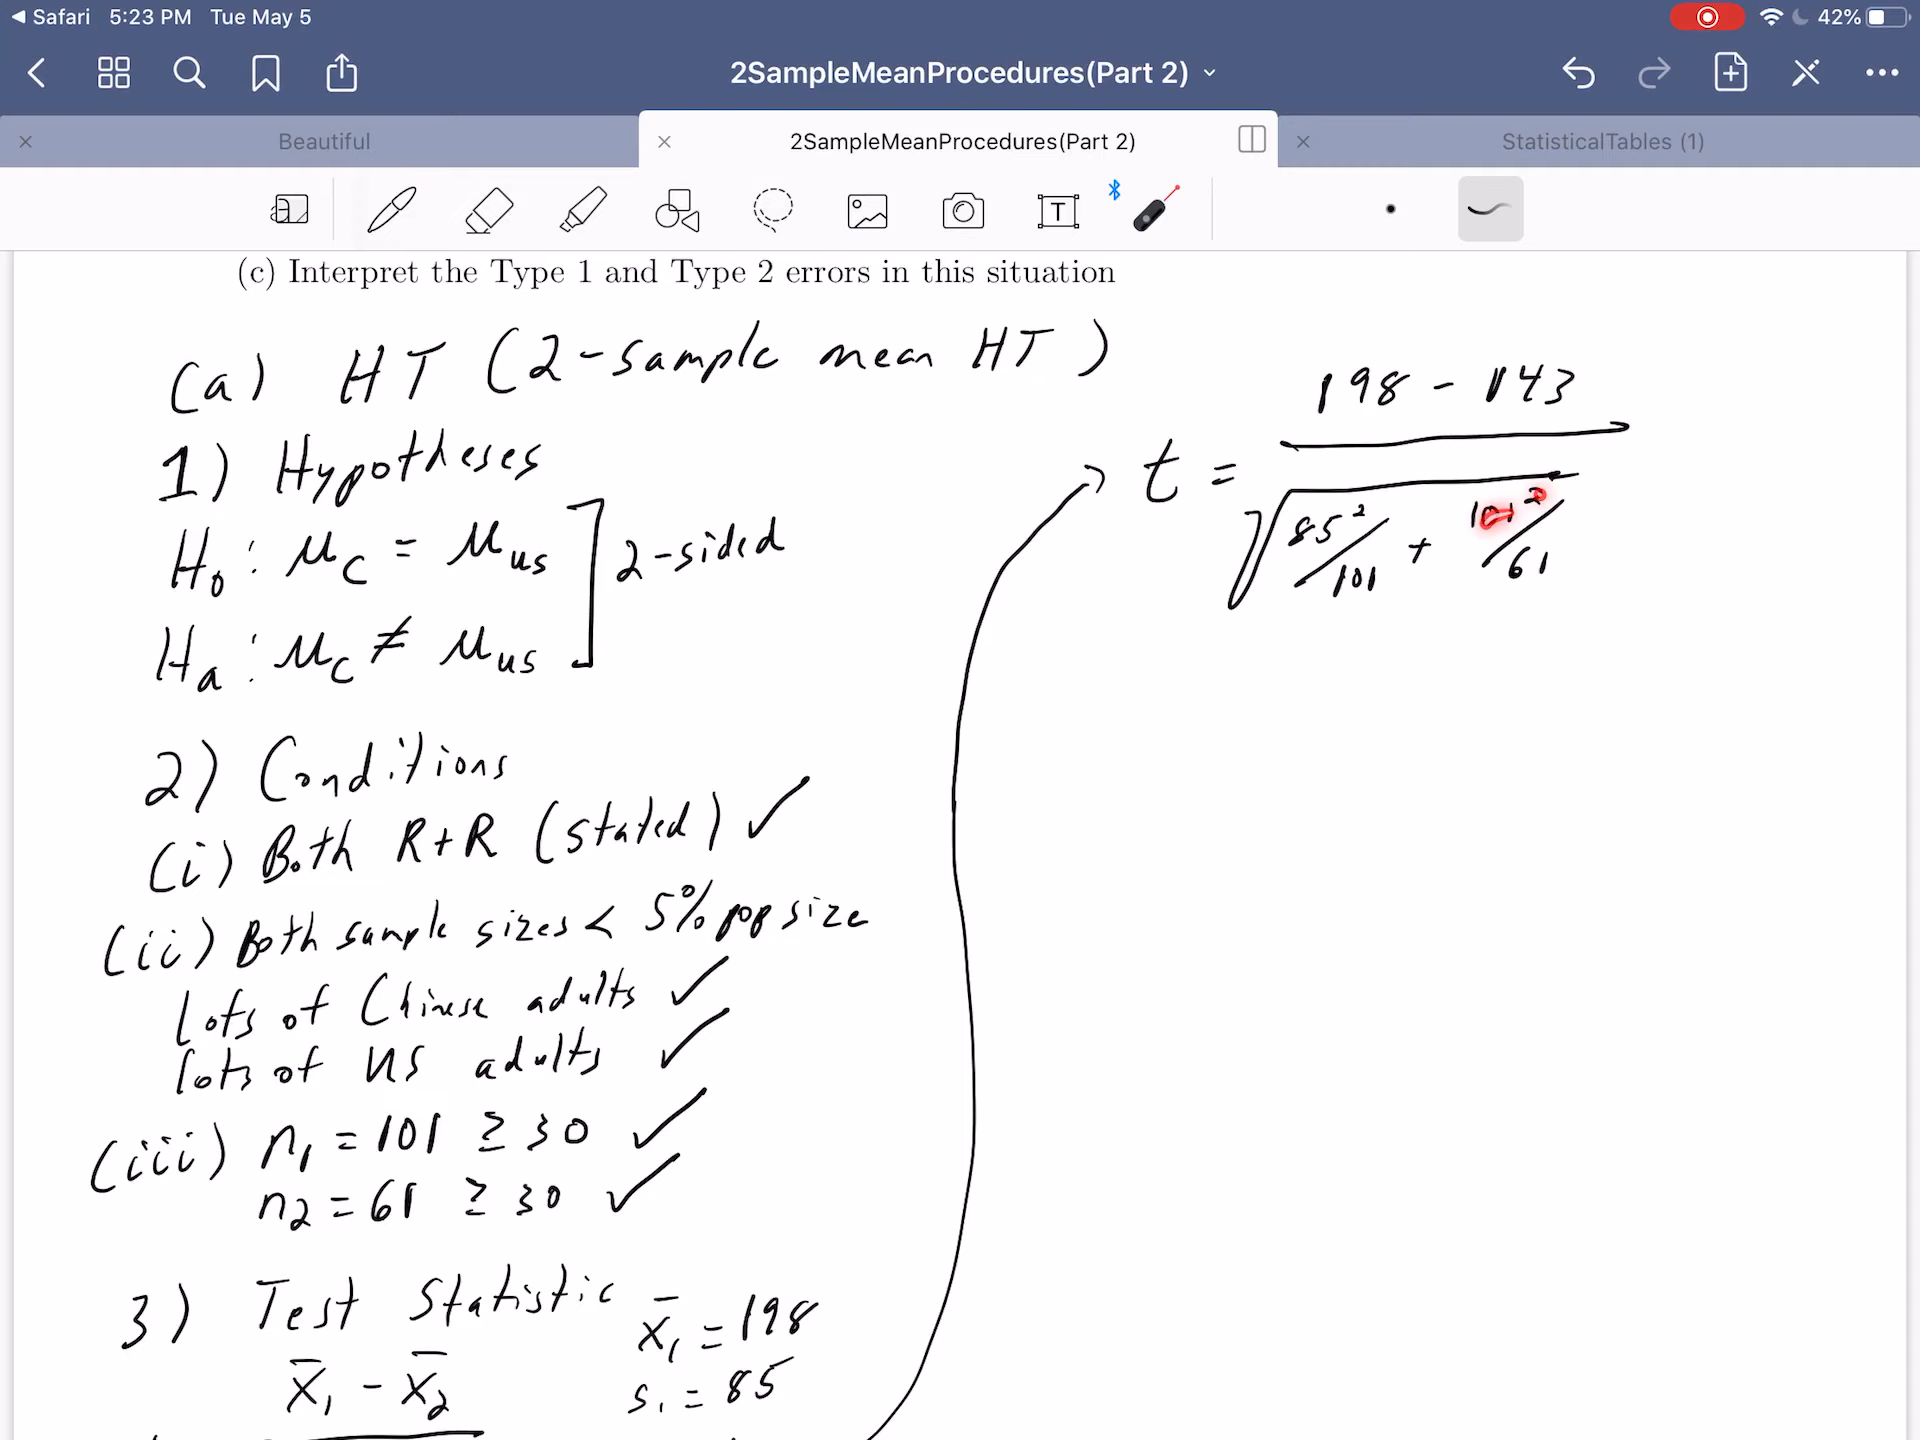 Safari 5:23 PM Tue May 5 42%
2SampleMeanProcedures(Part 2)
Beautiful
2SampleMeanProcedures(Part 2)
StatisticalTables (1)
(c) Interpret the Type 1 and Type 2 errors in this situation
(a) HT (2-sample mean HT)
1) Hypotheses
H₀ : μ_C = μ_us
Hₐ : μ_C ≠ μ_us
2-sided
2) Conditions
(i) Both R+R (stated) ✓
(ii) Both sample sizes < 5% pop size
lots of Chinese adults ✓
lots of US adults ✓
(iii) n₁ = 101 ≥ 30 ✓
n₂ = 61 ≥ 30 ✓
3) Test Statistic
x̄₁ = 198
x̄₁ - x̄₂
s₁ = 85
198 - 143
t =
√ 85²/101 + 101²/61